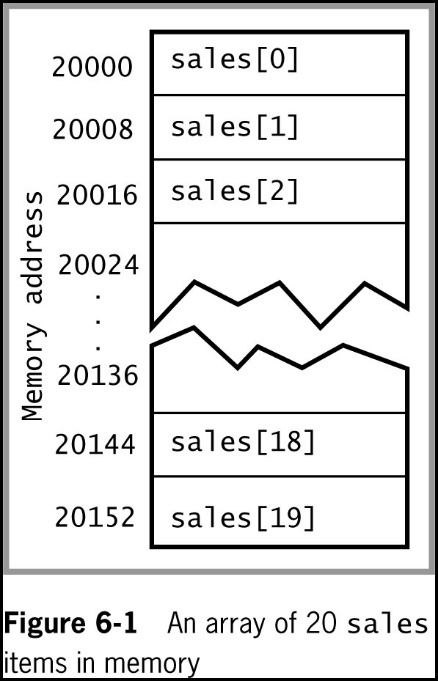 20000 sales[0]
20008 sales[1]
20016 sales[2]
20024
.
.
.
20136
20144 sales[18]
20152 sales[19]
Memory address
Figure 6-1 An array of 20 sales
items in memory